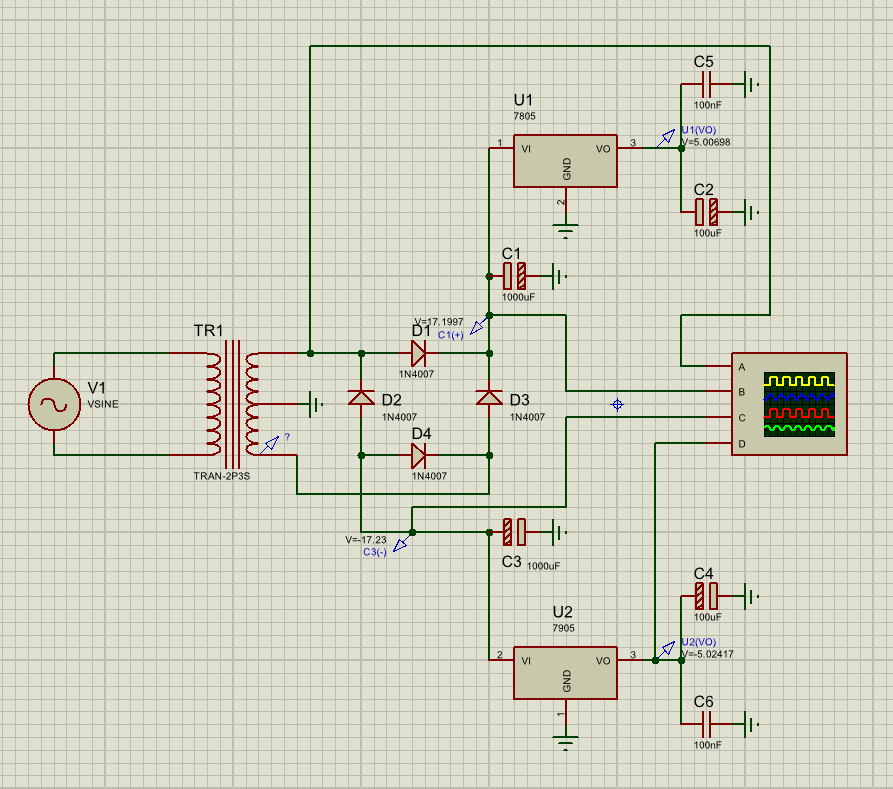 C5
100nF
U1
7805
1
VI
VO
3
GND
2
U1(VO)
V=5.00698
C2
100uF
C1
1000uF
V=17.1997
C1(+)
TR1
D1
1N4007
V1
VSINE
D2
1N4007
D3
1N4007
?
TRAN-2P3S
D4
1N4007
A
B
C
D
V=-17.23
C3(-)
C3
1000uF
C4
100uF
U2
7905
2
VI
VO
3
GND
1
U2(VO)
V=-5.02417
C6
100nF